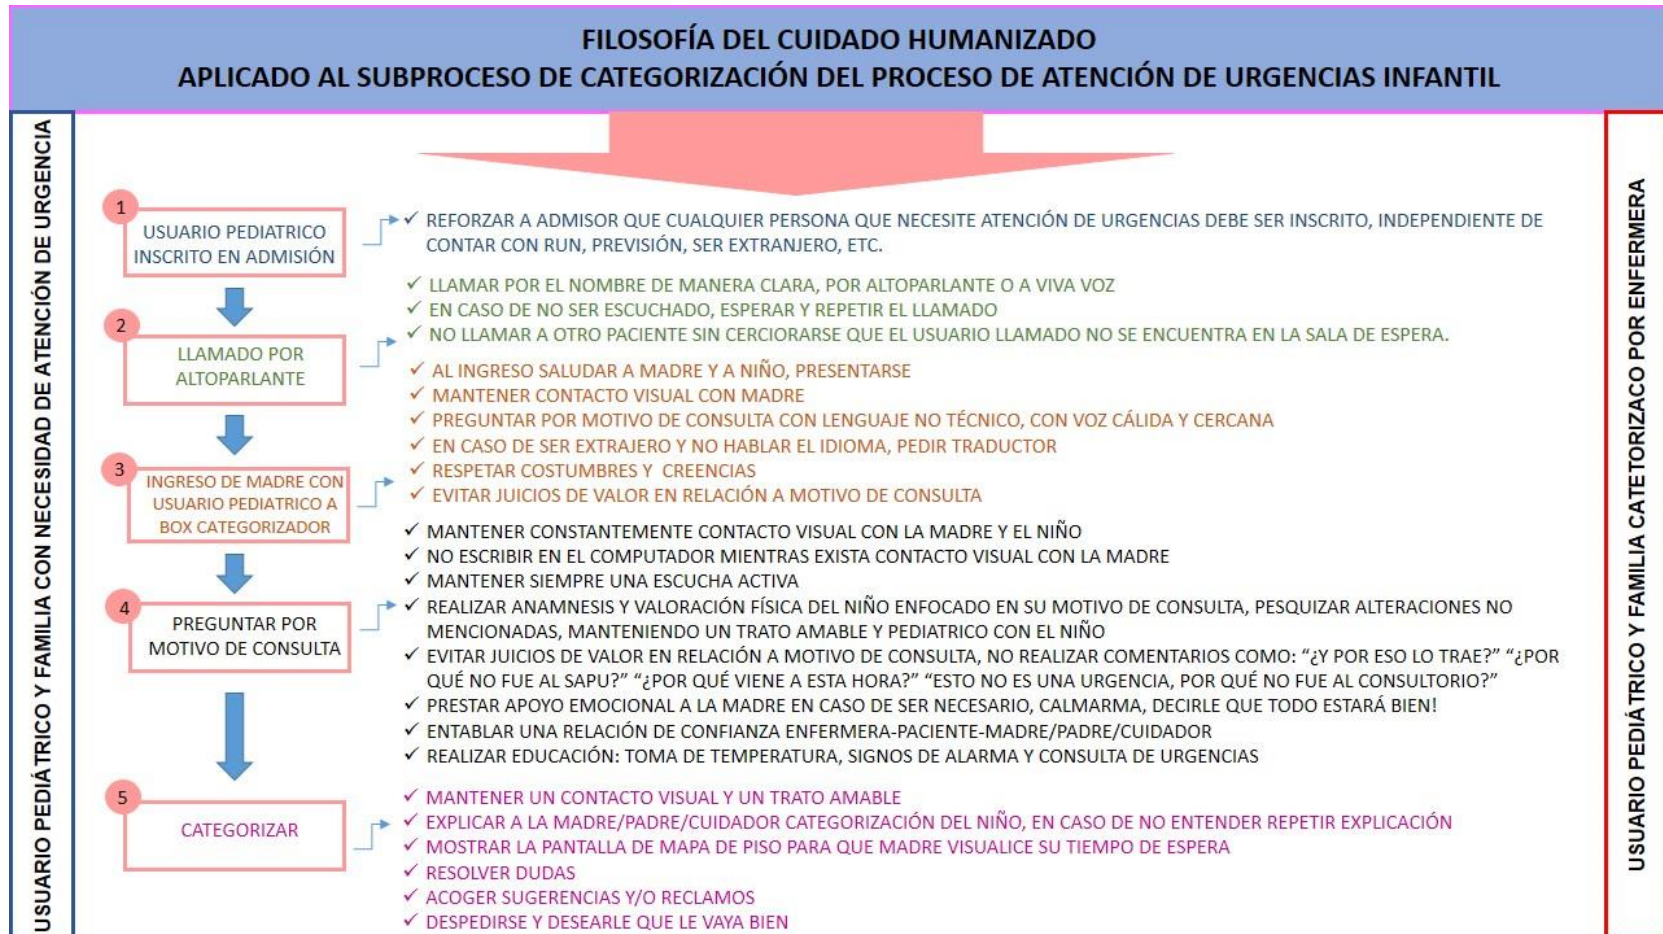 FILOSOFÍA DEL CUIDADO HUMANIZADO
APLICADO AL SUBPROCESO DE CATEGORIZACIÓN DEL PROCESO DE ATENCIÓN DE URGENCIAS INFANTIL
USUARIO PEDIÁTRICO Y FAMILIA CON NECESIDAD DE ATENCIÓN DE URGENCIA
1
USUARIO PEDIATRICO
INSCRITO EN ADMISIÓN
✓ REFORZAR A ADMISOR QUE CUALQUIER PERSONA QUE NECESITE ATENCIÓN DE URGENCIAS DEBE SER INSCRITO, INDEPENDIENTE DE
CONTAR CON RUN, PREVISIÓN, SER EXTRANJERO, ETC.
2
LLAMADO POR
ALTOPARLANTE
✓ LLAMAR POR EL NOMBRE DE MANERA CLARA, POR ALTOPARLANTE O A VIVA VOZ
✓ EN CASO DE NO SER ESCUCHADO, ESPERAR Y REPETIR EL LLAMADO
✓ NO LLAMAR A OTRO PACIENTE SIN CERCIORARSE QUE EL USUARIO LLAMADO NO SE ENCUENTRA EN LA SALA DE ESPERA.
3
INGRESO DE MADRE CON
USUARIO PEDIATRICO A
BOX CATEGORIZADOR
✓ AL INGRESO SALUDAR A MADRE Y A NIÑO, PRESENTARSE
✓ MANTENER CONTACTO VISUAL CON MADRE
✓ PREGUNTAR POR MOTIVO DE CONSULTA CON LENGUAJE NO TÉCNICO, CON VOZ CÁLIDA Y CERCANA
✓ EN CASO DE SER EXTRAJERO Y NO HABLAR EL IDIOMA, PEDIR TRADUCTOR
✓ RESPETAR COSTUMBRES Y CREENCIAS
✓ EVITAR JUICIOS DE VALOR EN RELACIÓN A MOTIVO DE CONSULTA
4
PREGUNTAR POR
MOTIVO DE CONSULTA
✓ MANTENER CONSTANTEMENTE CONTACTO VISUAL CON LA MADRE Y EL NIÑO
✓ NO ESCRIBIR EN EL COMPUTADOR MIENTRAS EXISTA CONTACTO VISUAL CON LA MADRE
✓ MANTENER SIEMPRE UNA ESCUCHA ACTIVA
✓ REALIZAR ANAMNESIS Y VALORACIÓN FÍSICA DEL NIÑO ENFOCADO EN SU MOTIVO DE CONSULTA, PESQUIZAR ALTERACIONES NO
MENCIONADAS, MANTENIENDO UN TRATO AMABLE Y PEDIATRICO CON EL NIÑO
✓ EVITAR JUICIOS DE VALOR EN RELACIÓN A MOTIVO DE CONSULTA, NO REALIZAR COMENTARIOS COMO: “¿Y POR ESO LO TRAE?” “¿POR
QUÉ NO FUE AL SAPU?” “¿POR QUÉ VIENE A ESTA HORA?” “ESTO NO ES UNA URGENCIA, POR QUÉ NO FUE AL CONSULTORIO?”
✓ PRESTAR APOYO EMOCIONAL A LA MADRE EN CASO DE SER NECESARIO, CALMARMA, DECIRLE QUE TODO ESTARÁ BIEN!
✓ ENTABLAR UNA RELACIÓN DE CONFIANZA ENFERMERA-PACIENTE-MADRE/PADRE/CUIDADOR
✓ REALIZAR EDUCACIÓN: TOMA DE TEMPERATURA, SIGNOS DE ALARMA Y CONSULTA DE URGENCIAS
5
CATEGORIZAR
✓ MANTENER UN CONTACTO VISUAL Y UN TRATO AMABLE
✓ EXPLICAR A LA MADRE/PADRE/CUIDADOR CATEGORIZACIÓN DEL NIÑO, EN CASO DE NO ENTENDER REPETIR EXPLICACIÓN
✓ MOSTRAR LA PANTALLA DE MAPA DE PISO PARA QUE MADRE VISUALICE SU TIEMPO DE ESPERA
✓ RESOLVER DUDAS
✓ ACOGER SUGERENCIAS Y/O RECLAMOS
✓ DESPEDIRSE Y DESEARLE QUE LE VAYA BIEN
USUARIO PEDIÁTRICO Y FAMILIA CATETORIZACO POR ENFERMERA